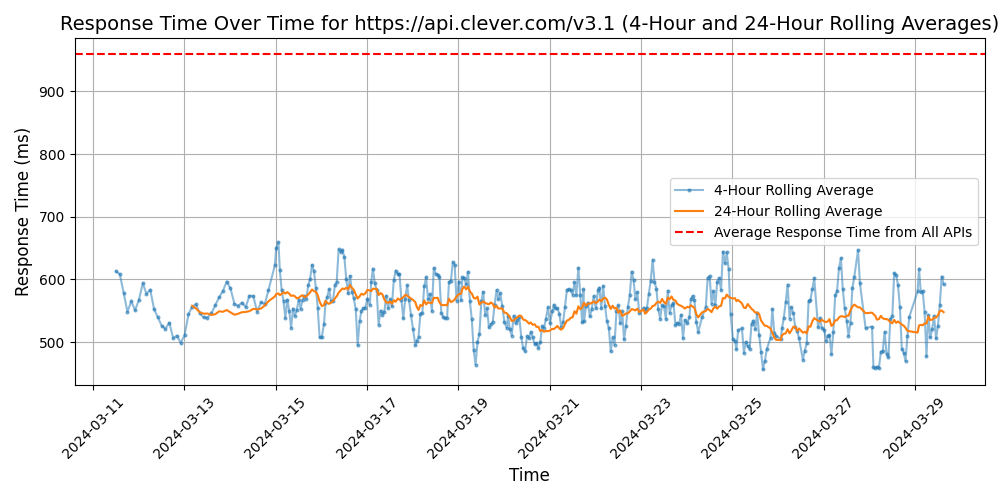 Response Time Over Time for https://api.clever.com/v3.1 (4-Hour and 24-Hour Rolling Averages)
Response Time (ms)
900
800
700
600
500
4-Hour Rolling Average
24-Hour Rolling Average
Average Response Time from All APIs
2024-03-11
2024-03-13
2024-03-15
2024-03-17
2024-03-19
2024-03-21
2024-03-23
2024-03-25
2024-03-27
2024-03-29
Time